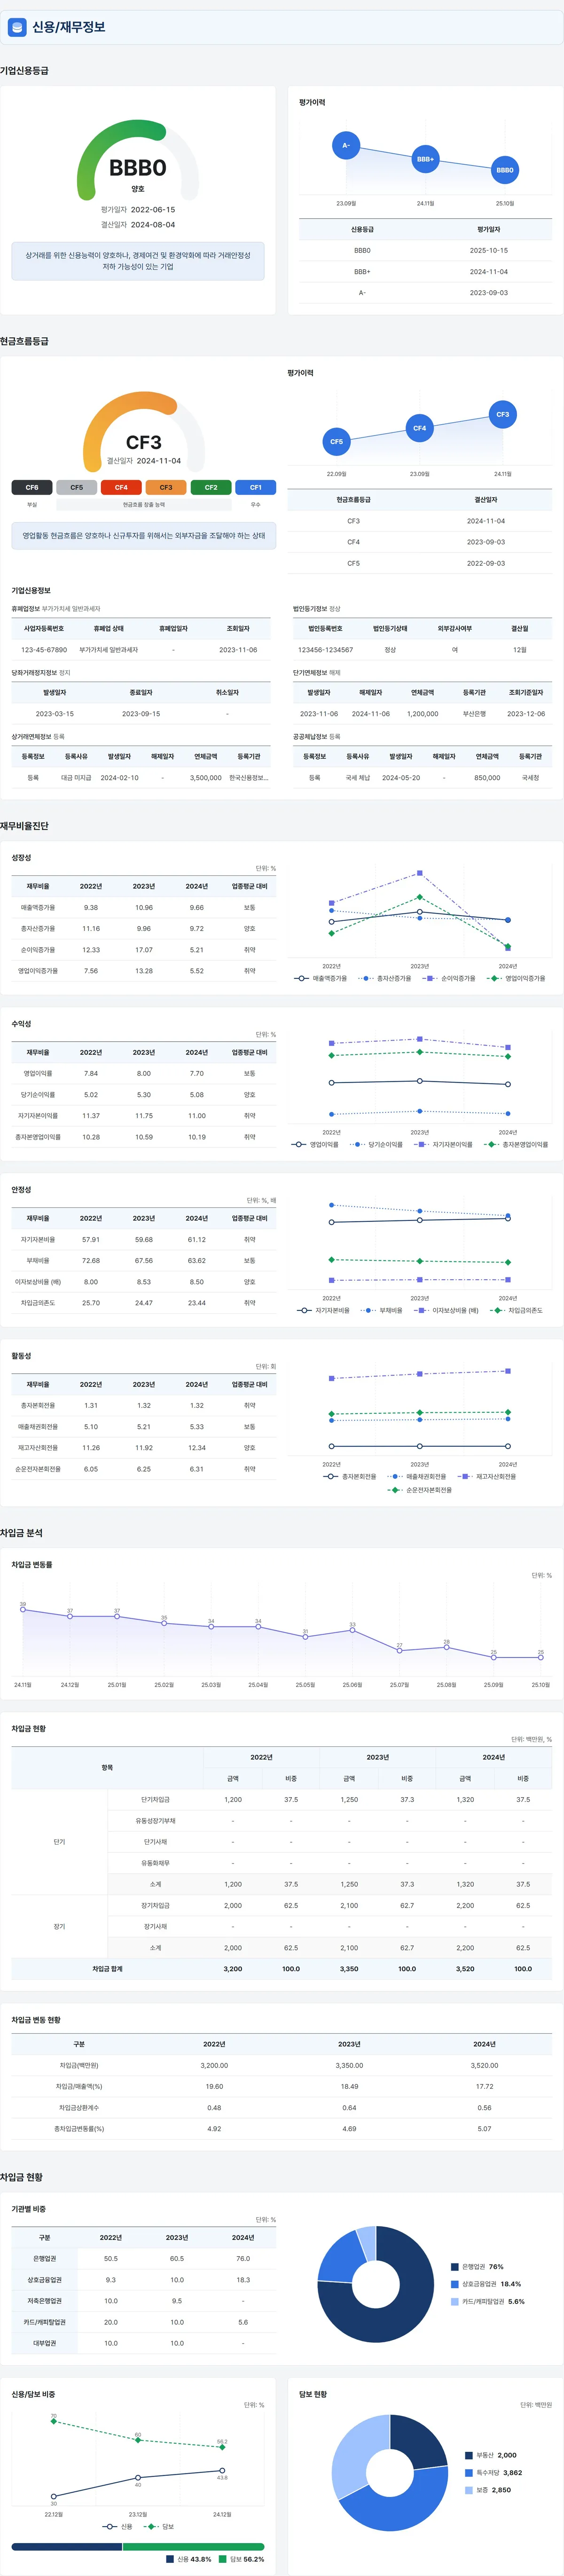 신용/재무정보
기업신용등급
BBB0
양호
평가일자 2022-06-15
결산일자 2024-08-04
상거래를 위한 신용능력이 양호하나, 경제여건 및 환경악화에 따라 거래안정성
저하 가능성이 있는 기업
평가이력
A-
BBB+
BBB0
23.09월 24.11월 25.10월
신용등급 평가일자
BBB0 2025-10-15
BBB+ 2024-11-04
A- 2023-09-03
현금흐름등급
CF3
결산일자 2024-11-04
CF6 CF5 CF4 CF3 CF2 CF1
부실 현금흐름 창출 능력 우수
영업활동 현금흐름은 양호하나 신규투자를 위해서는 외부자금을 조달해야 하는 상태
평가이력
CF5
CF4
CF3
22.09월 23.09월 24.11월
현금흐름등급 결산일자
CF3 2024-11-04
CF4 2023-09-03
CF5 2022-09-03
기업신용정보
휴폐업정보 부가가치세 일반과세자
사업자등록번호 휴폐업 상태 휴폐업일자 조회일자
123-45-67890 부가가치세 일반과세자 - 2023-11-06
법인등기정보 정상
법인등록번호 법인등기상태 외부감사여부 결산월
123456-1234567 정상 여 12월
당좌거래정지정보 정지
발생일자 종료일자 취소일자
2023-03-15 2023-09-15 -
단기연체정보 해제
발생일자 해제일자 연체금액 등록기관 조회기준일자
2023-11-06 2024-11-06 1,200,000 부산은행 2023-12-06
상거래연체정보 등록
등록정보 등록사유 발생일자 해제일자 연체금액 등록기관
등록 대금 미지급 2024-02-10 - 3,500,000 한국신용정보...
공공체납정보 등록
등록정보 등록사유 발생일자 해제일자 연체금액 등록기관
등록 국세 체납 2024-05-20 - 850,000 국세청
재무비율진단
성장성
단위: %
재무비율 2022년 2023년 2024년 업종평균 대비
매출액증가율 9.38 10.96 9.66 보통
총자산증가율 11.16 9.96 9.72 양호
순이익증가율 12.33 17.07 5.21 취약
영업이익증가율 7.56 13.28 5.52 취약
2022년 2023년 2024년
매출액증가율 총자산증가율 순이익증가율 영업이익증가율
수익성
단위: %
재무비율 2022년 2023년 2024년 업종평균 대비
영업이익률 7.84 8.00 7.70 보통
당기순이익률 5.02 5.30 5.08 양호
자기자본이익률 11.37 11.75 11.00 취약
총자본영업이익률 10.28 10.59 10.19 취약
2022년 2023년 2024년
영업이익률 당기순이익률 자기자본이익률 총자본영업이익률
안정성
단위: %, 배
재무비율 2022년 2023년 2024년 업종평균 대비
자기자본비율 57.91 59.68 61.12 취약
부채비율 72.68 67.56 63.62 보통
이자보상비율 (배) 8.00 8.53 8.50 양호
차입금의존도 25.70 24.47 23.44 취약
2022년 2023년 2024년
자기자본비율 부채비율 이자보상비율 (배) 차입금의존도
활동성
단위: 회
재무비율 2022년 2023년 2024년 업종평균 대비
총자본회전율 1.31 1.32 1.32 취약
매출채권회전율 5.10 5.21 5.33 보통
재고자산회전율 11.26 11.92 12.34 양호
순운전자본회전율 6.05 6.25 6.31 취약
2022년 2023년 2024년
총자본회전율 매출채권회전율 재고자산회전율
순운전자본회전율
차입금 분석
차입금 변동률
단위: %
39 37 37 35 34 34 31 33 27 28 25 25
24.11월 24.12월 25.01월 25.02월 25.03월 25.04월 25.05월 25.06월 25.07월 25.08월 25.09월 25.10월
차입금 현황
단위: 백만원, %
항목 2022년 2023년 2024년
금액 비중 금액 비중 금액 비중
단기차입금 1,200 37.5 1,250 37.3 1,320 37.5
유동성장기부채 - - - - - -
단기 단기사채 - - - - - -
유동화채무 - - - - - -
소계 1,200 37.5 1,250 37.3 1,320 37.5
장기차입금 2,000 62.5 2,100 62.7 2,200 62.5
장기 장기사채 - - - - - -
소계 2,000 62.5 2,100 62.7 2,200 62.5
차입금 합계 3,200 100.0 3,350 100.0 3,520 100.0
차입금 변동 현황
구분 2022년 2023년 2024년
차입금(백만원) 3,200.00 3,350.00 3,520.00
차입금/매출액(%) 19.60 18.49 17.72
차입금상환계수 0.48 0.64 0.56
총차입금변동률(%) 4.92 4.69 5.07
차입금 현황
기관별 비중
단위: %
구분 2022년 2023년 2024년
은행업권 50.5 60.5 76.0
상호금융업권 9.3 10.0 18.3
저축은행업권 10.0 9.5 -
카드/캐피탈업권 20.0 10.0 5.6
대부업권 10.0 10.0 -
은행업권 76%
상호금융업권 18.4%
카드/캐피탈업권 5.6%
신용/담보 비중
단위: %
70 60 56.2
30 40 43.8
22.12월 23.12월 24.12월
신용 담보
신용 43.8% 담보 56.2%
담보 현황
단위: 백만원
부동산 2,000
특수저당 3,862
보증 2,850